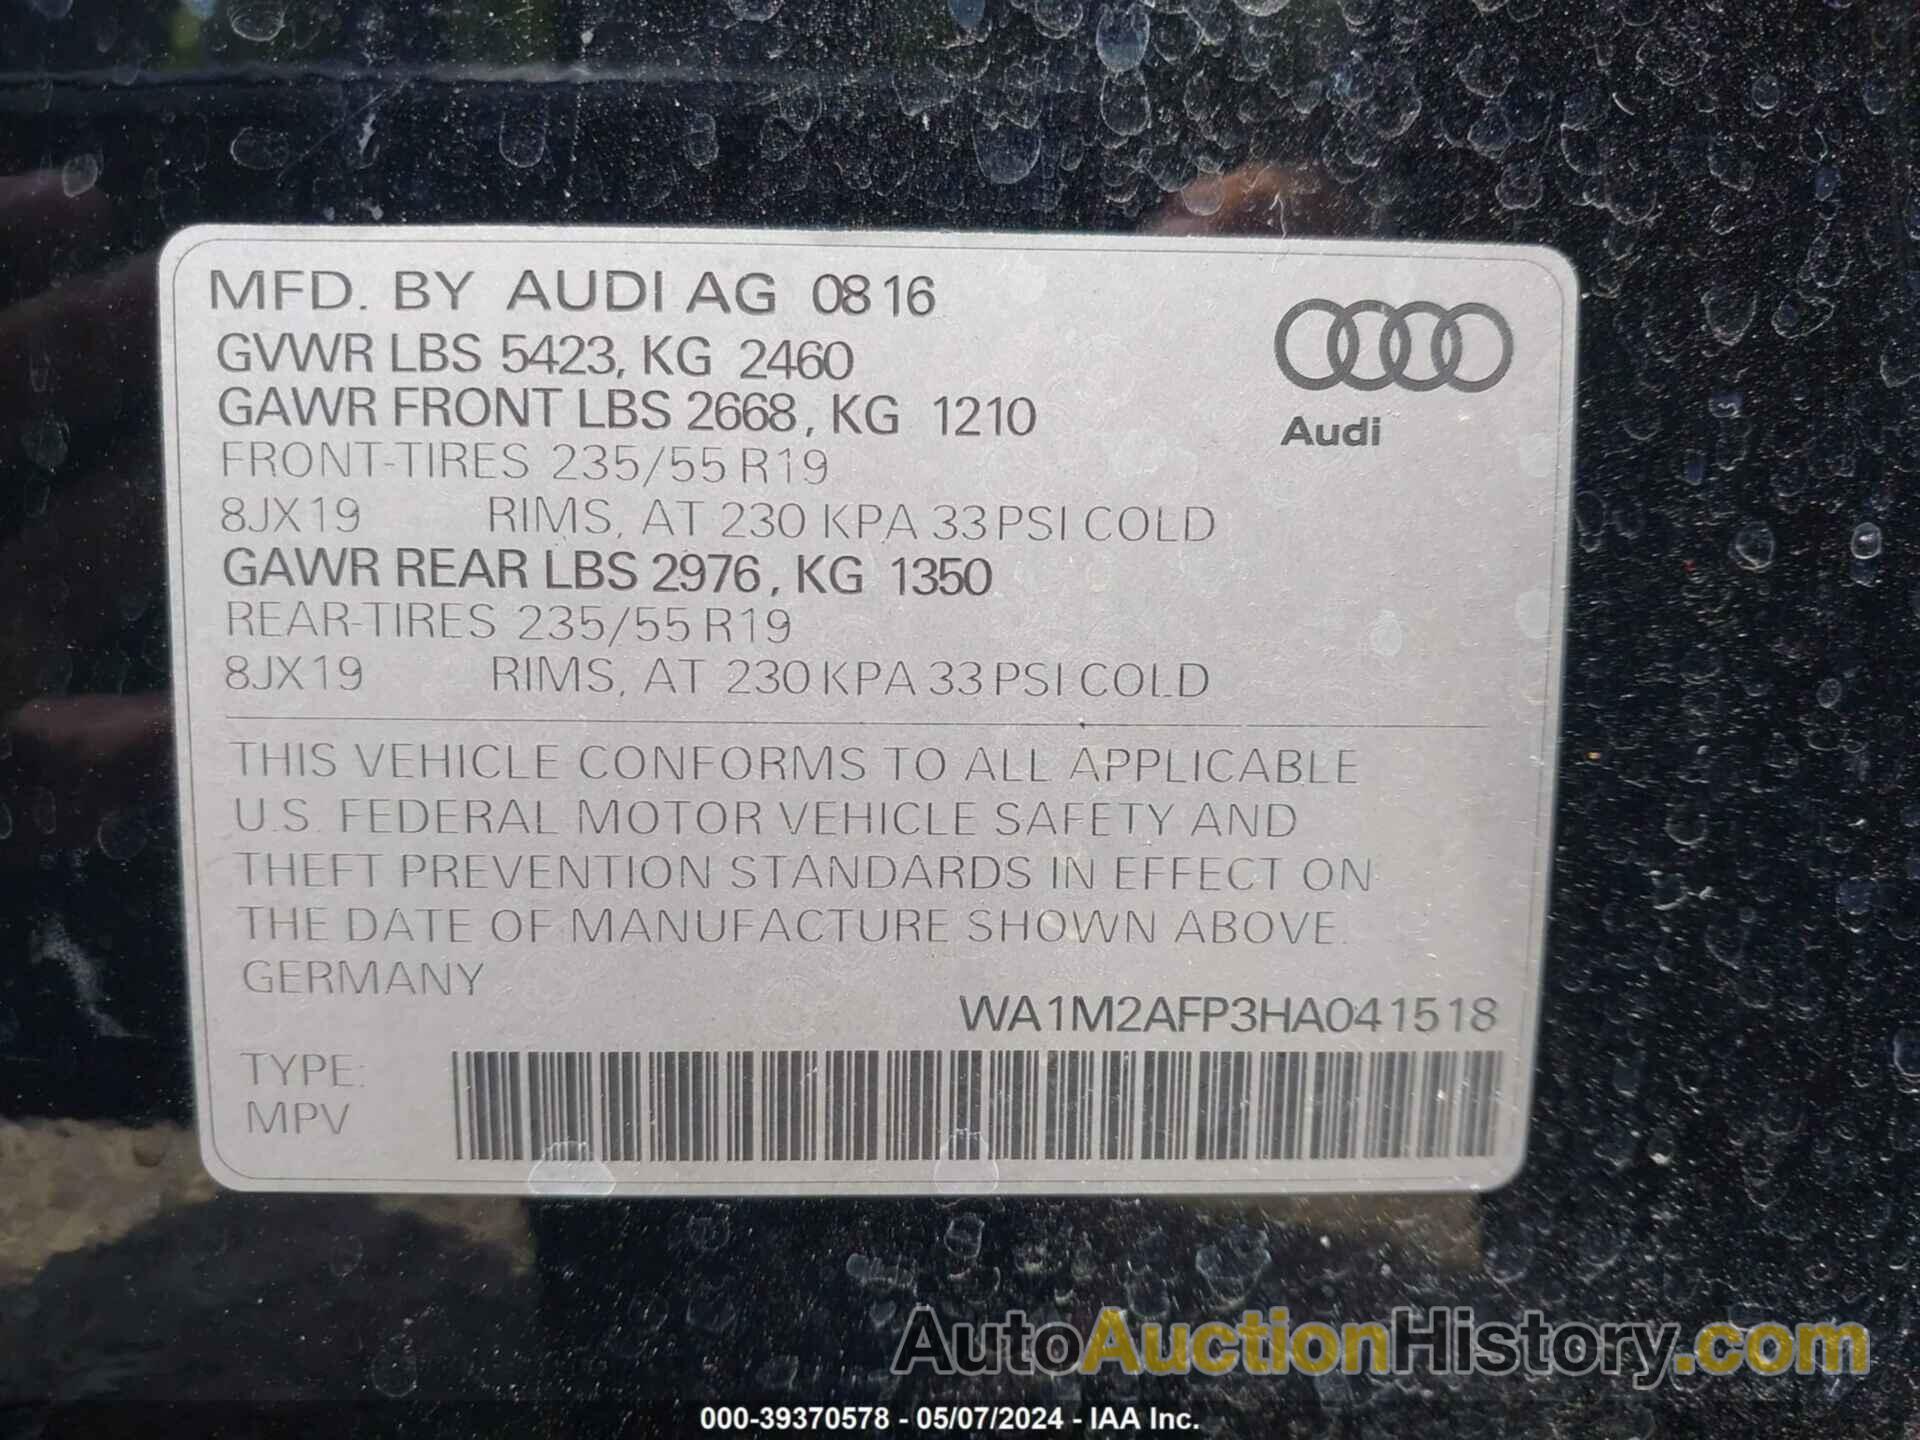 MFD. BY AUDI AG 0816
GVWR LBS 5423, KG 2460
GAWR FRONT LBS 2668, KG 1210
FRONT-TIRES 235/55 R19
8JX19 RIMS, AT 230 KPA 33 PSI COLD
GAWR REAR LBS 2976, KG 1350
REAR-TIRES 235/55 R19
8JX19 RIMS, AT 230 KPA 33 PSI COLD
Audi
THIS VEHICLE CONFORMS TO ALL APPLICABLE
U.S. FEDERAL MOTOR VEHICLE SAFETY AND
THEFT PREVENTION STANDARDS IN EFFECT ON
THE DATE OF MANUFACTURE SHOWN ABOVE.
GERMANY
WA1M2AFP3HA041518
TYPE:
MPV
AutoAuctionHistory.com
000-39370578 - 05/07/2024 - IAA Inc.